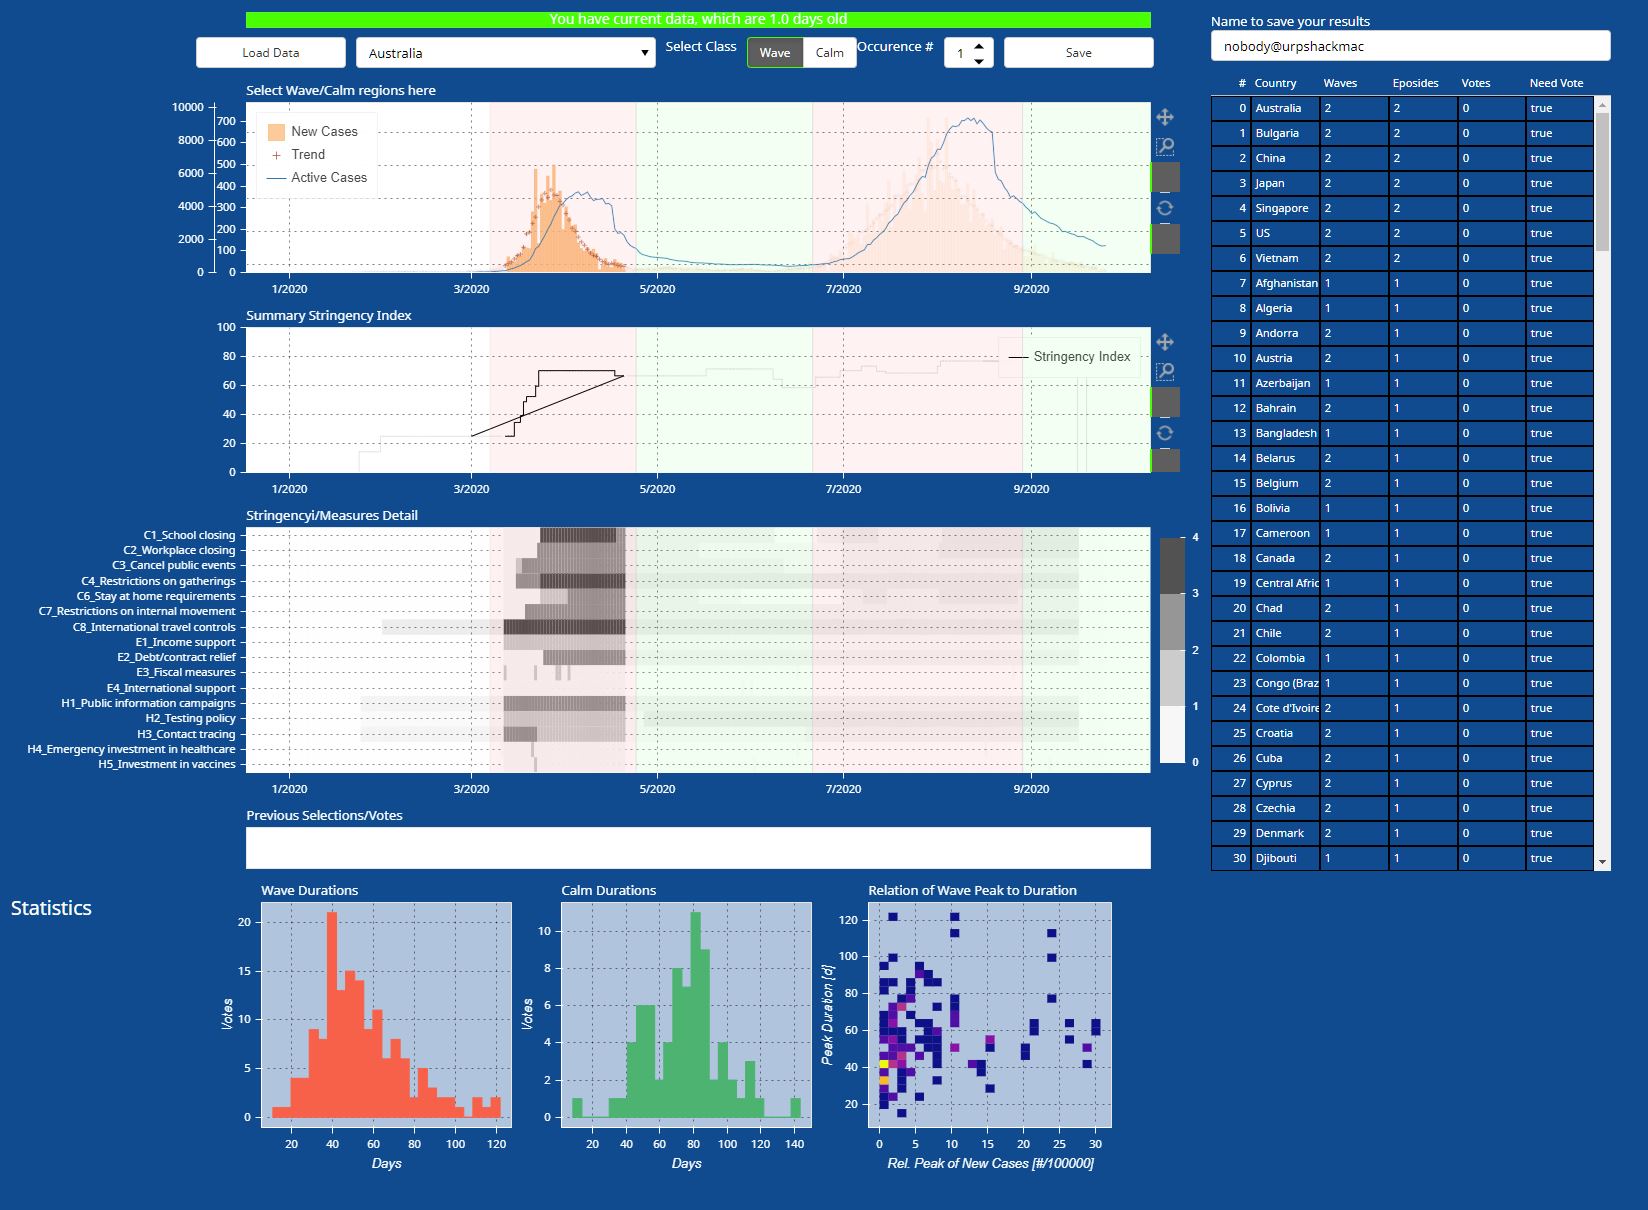 You have current data, which are 1.0 days old
Load Data
Australia
Select Class
Wave
Calm
Occurence #
1
Save
Select Wave/Calm regions here
10000
8000
6000
4000
2000
0
700
600
500
400
300
200
100
0
New Cases
Trend
Active Cases
1/2020
3/2020
5/2020
7/2020
9/2020
Summary Stringency Index
100
80
60
40
20
0
Stringency Index
1/2020
3/2020
5/2020
7/2020
9/2020
Stringencyi/Measures Detail
C1_School closing
C2_Workplace closing
C3_Cancel public events
C4_Restrictions on gatherings
C6_Stay at home requirements
C7_Restrictions on internal movement
C8_International travel controls
E1_Income support
E2_Debt/contract relief
E3_Fiscal measures
E4_International support
H1_Public information campaigns
H2_Testing policy
H3_Contact tracing
H4_Emergency investment in healthcare
H5_Investment in vaccines
4
3
2
1
0
1/2020
3/2020
5/2020
7/2020
9/2020
Previous Selections/Votes
Statistics
Wave Durations
20
15
10
5
0
Votes
20 40 60 80 100 120
Days
Calm Durations
10
8
6
4
2
0
Votes
20 40 60 80 100 120 140
Days
Relation of Wave Peak to Duration
120
100
80
60
40
20
Peak Duration [d]
0 5 10 15 20 25 30
Rel. Peak of New Cases [#/100000]
Name to save your results
nobody@urpshackmac
# Country Waves Eposides Votes Need Vote
0 Australia 2 2 0 true
1 Bulgaria 2 2 0 true
2 China 2 2 0 true
3 Japan 2 2 0 true
4 Singapore 2 2 0 true
5 US 2 2 0 true
6 Vietnam 2 2 0 true
7 Afghanistan 1 1 0 true
8 Algeria 1 1 0 true
9 Andorra 2 1 0 true
10 Austria 2 1 0 true
11 Azerbaijan 1 1 0 true
12 Bahrain 2 1 0 true
13 Bangladesh 1 1 0 true
14 Belarus 2 1 0 true
15 Belgium 2 1 0 true
16 Bolivia 1 1 0 true
17 Cameroon 1 1 0 true
18 Canada 2 1 0 true
19 Central Afric 1 1 0 true
20 Chad 2 1 0 true
21 Chile 2 1 0 true
22 Colombia 1 1 0 true
23 Congo (Braz 1 1 0 true
24 Cote d'Ivoire 2 1 0 true
25 Croatia 2 1 0 true
26 Cuba 2 1 0 true
27 Cyprus 2 1 0 true
28 Czechia 2 1 0 true
29 Denmark 2 1 0 true
30 Djibouti 1 1 0 true